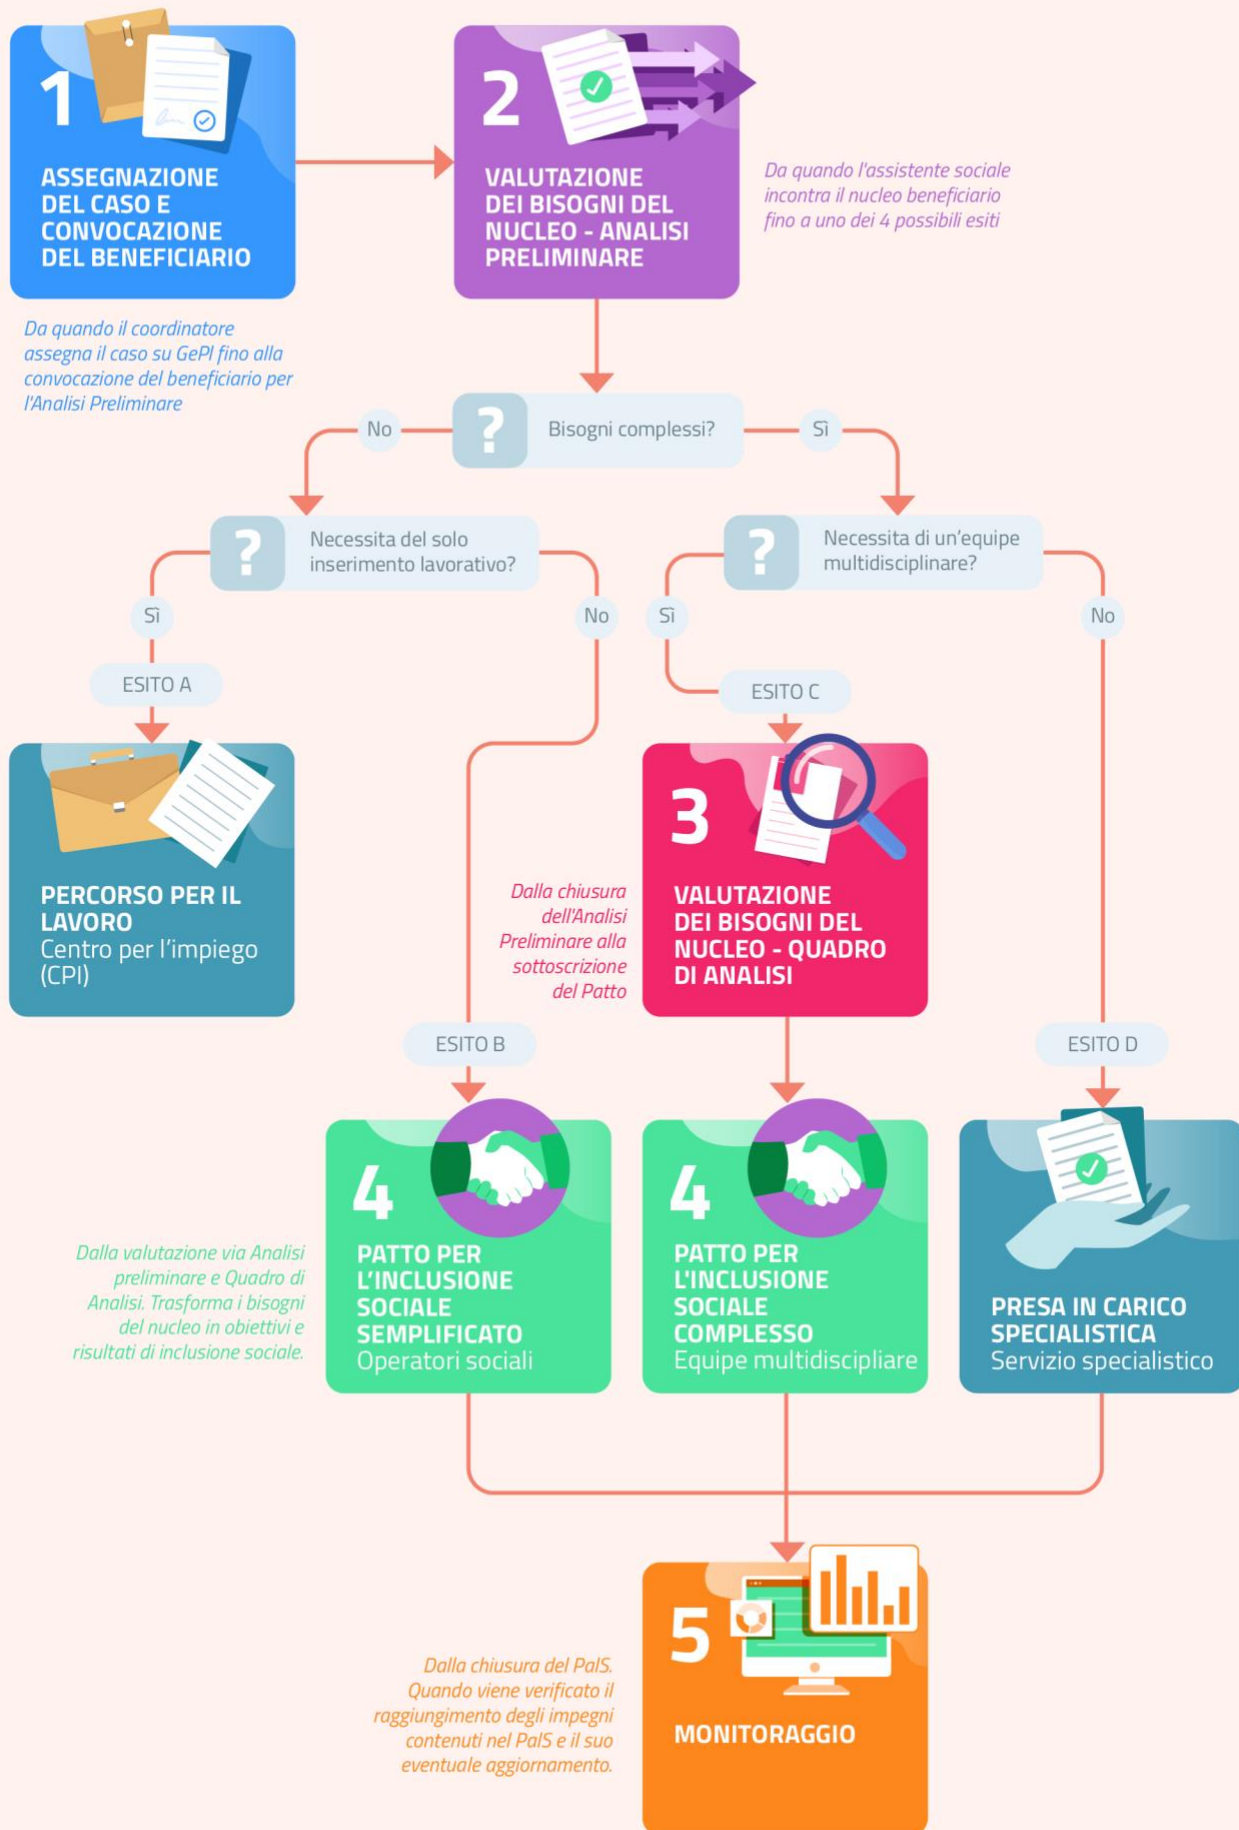 1
ASSEGNAZIONE
DEL CASO E
CONVOCAZIONE
DEL BENEFICIARIO
Da quando il coordinatore
assegna il caso su GePI fino alla
convocazione del beneficiario per
l'Analisi Preliminare
2
VALUTAZIONE
DEI BISOGNI DEL
NUCLEO - ANALISI
PRELIMINARE
Da quando l'assistente sociale
incontra il nucleo beneficiario
fino a uno dei 4 possibili esiti
No
?
Bisogni complessi?
Sì
?
Necessita del solo
inserimento lavorativo?
?
Necessita di un'equipe
multidisciplinare?
Sì
No
Sì
No
ESITO A
ESITO C
PERCORSO PER IL
LAVORO
Centro per l'impiego
(CPI)
Dalla chiusura
dell'Analisi
Preliminare alla
sottoscrizione
del Patto
3
VALUTAZIONE
DEI BISOGNI DEL
NUCLEO - QUADRO
DI ANALISI
ESITO B
ESITO D
Dalla valutazione via Analisi
preliminare e Quadro di
Analisi. Trasforma i bisogni
del nucleo in obiettivi e
risultati di inclusione sociale.
4
PATTO PER
L'INCLUSIONE
SOCIALE
SEMPLIFICATO
Operatori sociali
4
PATTO PER
L'INCLUSIONE
SOCIALE
COMPLESSO
Equipe multidiscipliare
PRESA IN CARICO
SPECIALISTICA
Servizio specialistico
Dalla chiusura del PaIS.
Quando viene verificato il
raggiungimento degli impegni
contenuti nel PaIS e il suo
eventuale aggiornamento.
5
MONITORAGGIO